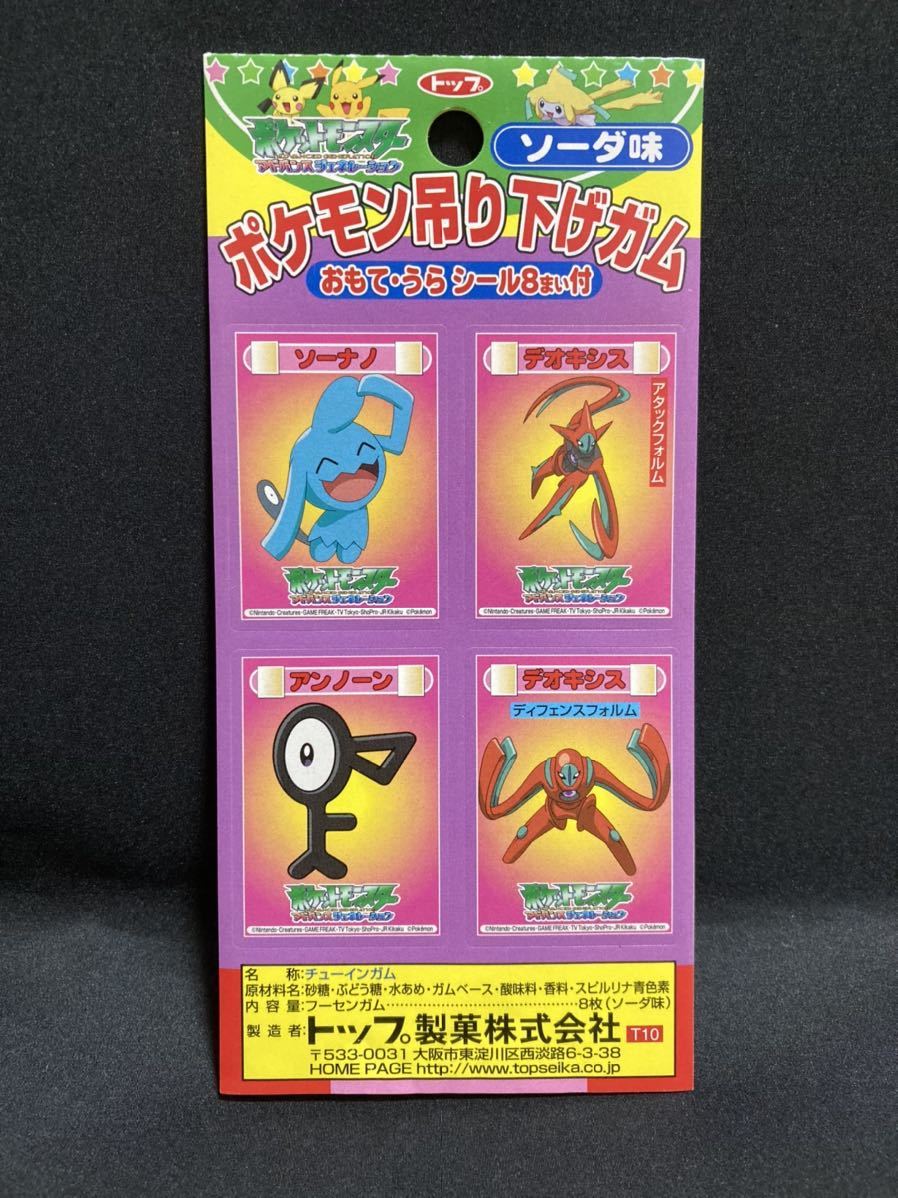 トップ®
ポケットモンスター
ADVANCED GENERATION
アドバンスジェネレーション
ソーダ味
ポケモン吊り下げガム
おもて・うら シール8まい付
ソーナノ
ポケットモンスター
アドバンスジェネレーション
©Nintendo・Creatures・GAME FREAK・TV Tokyo・ShoPro・JR Kikaku ©Pokémon
デオキシス
アタックフォルム
ポケットモンスター
アドバンスジェネレーション
©Nintendo・Creatures・GAME FREAK・TV Tokyo・ShoPro・JR Kikaku ©Pokémon
アンノーン
ポケットモンスター
アドバンスジェネレーション
©Nintendo・Creatures・GAME FREAK・TV Tokyo・ShoPro・JR Kikaku ©Pokémon
デオキシス
ディフェンスフォルム
ポケットモンスター
アドバンスジェネレーション
©Nintendo・Creatures・GAME FREAK・TV Tokyo・ShoPro・JR Kikaku ©Pokémon
名 称:チューインガム
原材料名:砂糖・ぶどう糖・水あめ・ガムベース・酸味料・香料・スピルリナ青色素
内 容 量:フーセンガム……………………………8枚(ソーダ味)
製 造 者:トップ®製菓株式会社 T10
〒533-0031 大阪市東淀川区西淡路6-3-38
HOME PAGE http://www.topseika.co.jp